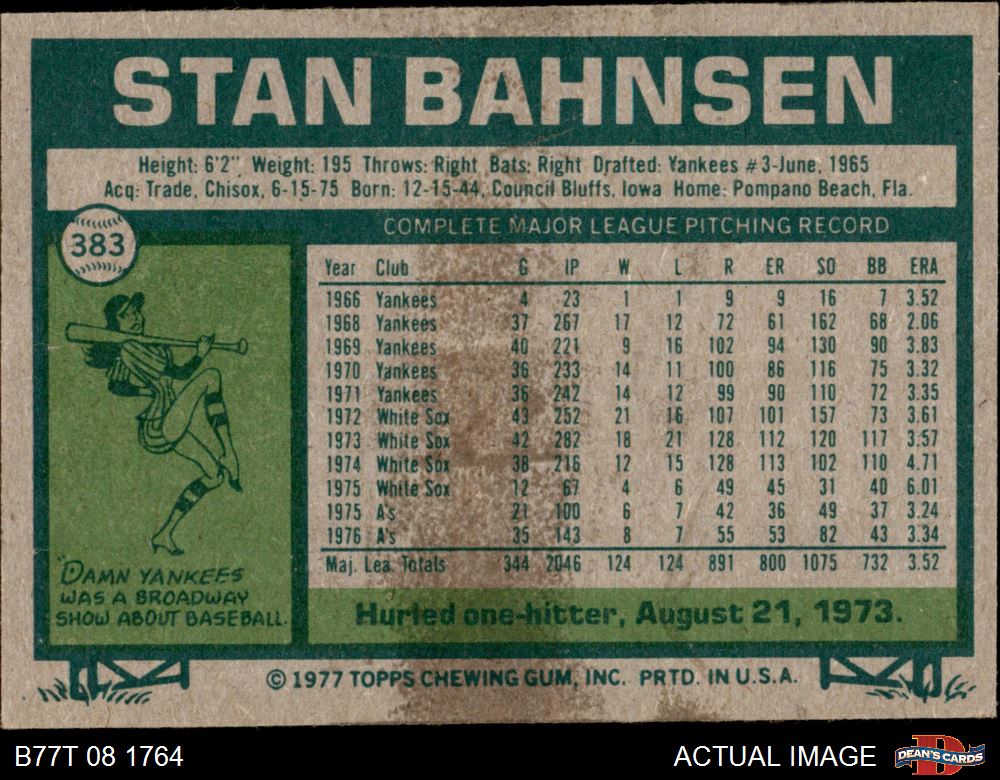 STAN BAHNSEN
Height: 6'2" Weight: 195 Throws: Right Bats: Right Drafted: Yankees #3-June, 1965
Acq: Trade, Chisox, 6-15-75 Born: 12-15-44, Council Bluffs, Iowa Home: Pompano Beach, Fla.
383
COMPLETE MAJOR LEAGUE PITCHING RECORD
Year Club G IP W L R ER SO BB ERA
1966 Yankees 4 23 1 1 9 9 16 7 3.52
1968 Yankees 37 267 17 12 72 61 162 68 2.06
1969 Yankees 40 221 9 16 102 94 130 90 3.83
1970 Yankees 36 233 14 11 100 86 116 75 3.32
1971 Yankees 36 242 14 12 99 90 110 72 3.35
1972 White Sox 43 252 21 16 107 101 157 73 3.61
1973 White Sox 42 282 18 21 128 112 120 117 3.57
1974 White Sox 38 216 12 15 128 113 102 110 4.71
1975 White Sox 12 67 4 6 49 45 31 40 6.01
1975 A's 21 100 6 7 42 36 49 37 3.24
1976 A's 35 143 8 7 55 53 82 43 3.34
Maj. Lea. Totals 344 2046 124 124 891 800 1075 732 3.52
"DAMN YANKEES
WAS A BROADWAY
SHOW ABOUT BASEBALL.
Hurled one-hitter, August 21, 1973.
© 1977 TOPPS CHEWING GUM, INC. PRTD. IN U.S.A.
B77T 08 1764
ACTUAL IMAGE
DEAN'S CARDS